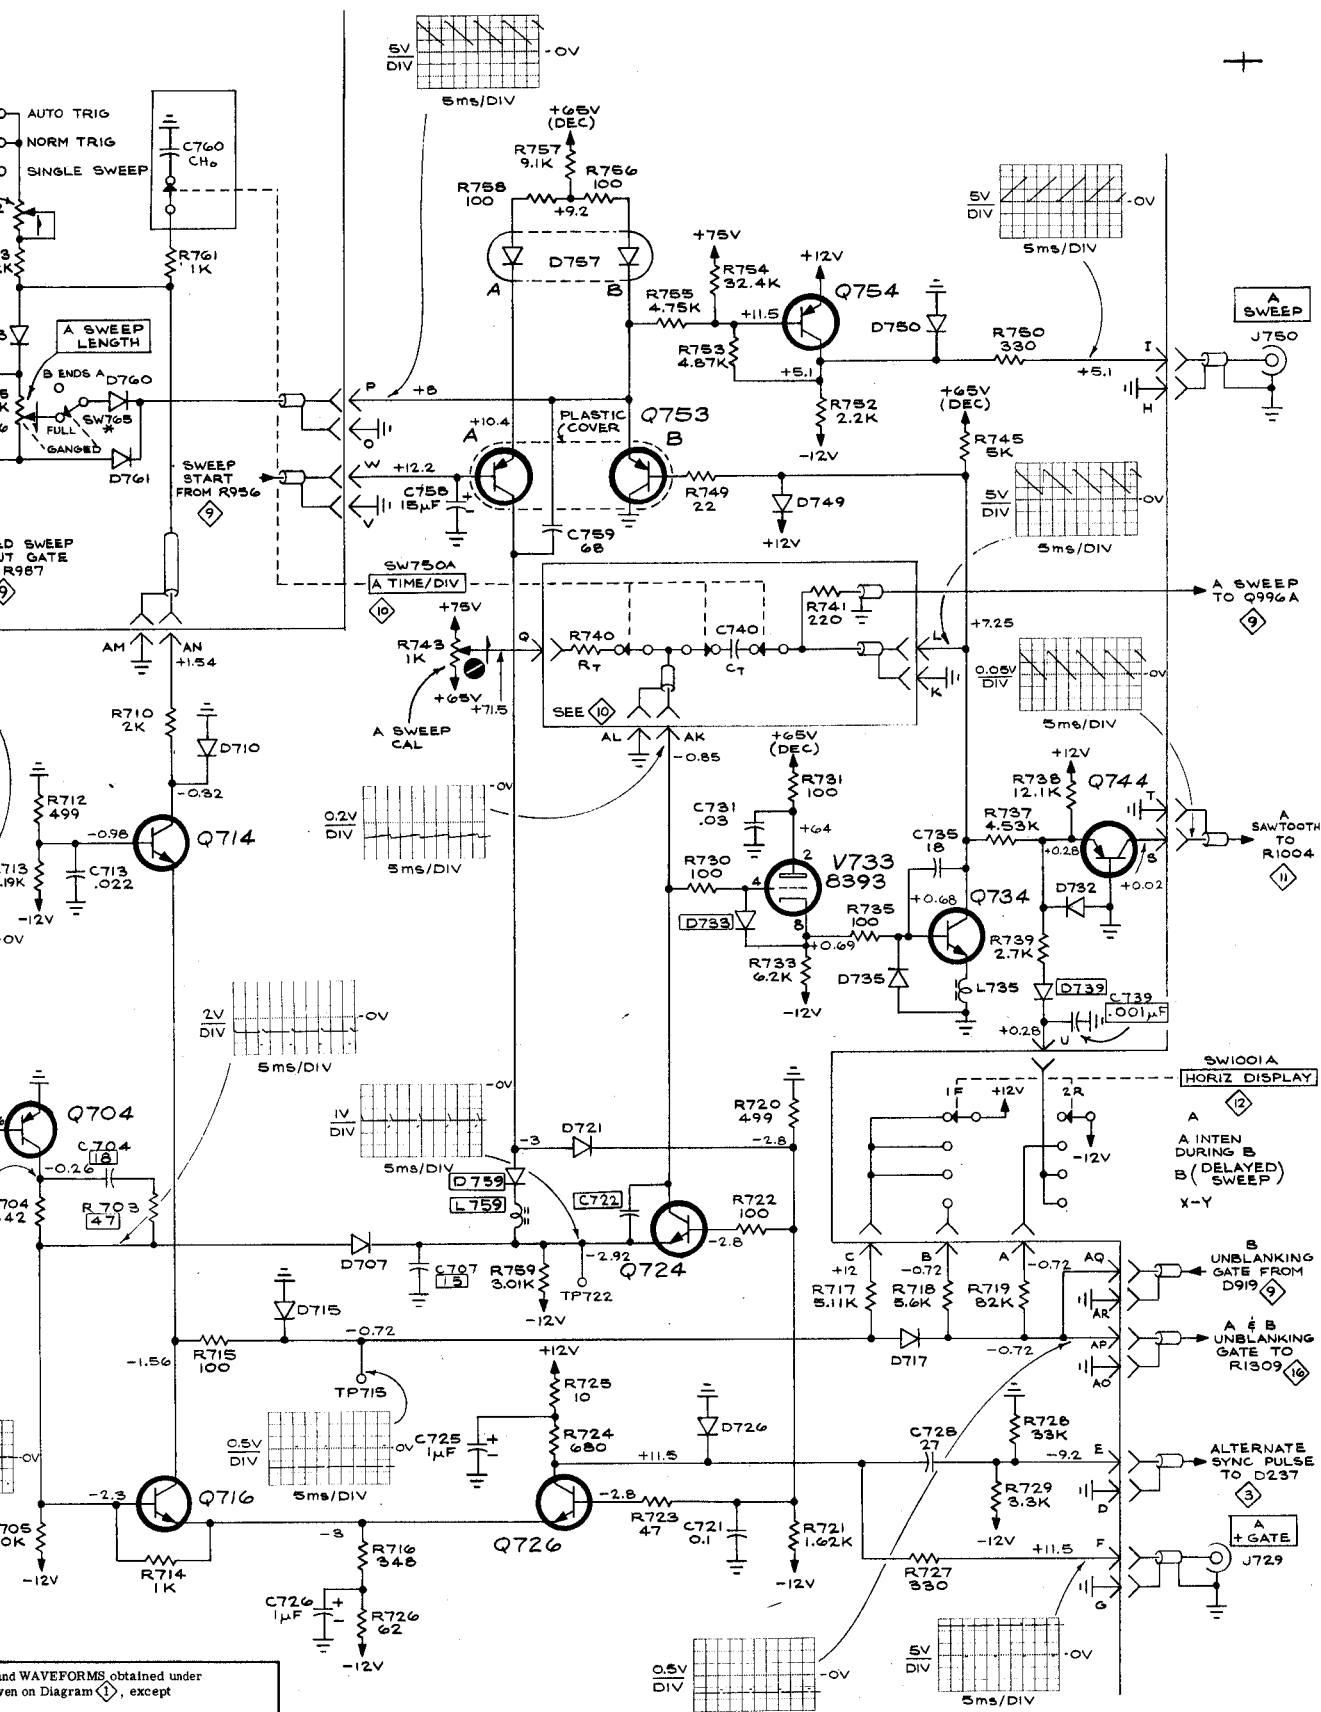 5V
DIV
-0V
5ms/DIV
AUTO TRIG
NORM TRIG
SINGLE SWEEP
C760
CH₀
R761
1K
A SWEEP
LENGTH
B ENDS A
D760
SW765
*
FULL
GANGED
D761
SWEEP
START
FROM R956
9
SWEEP
GATE
R987
AM
AN
+1.54
R710
2K
D710
-0.32
R712
499
-0.98
Q714
C713
.022
-12V
-0V
+65V
(DEC)
R757
9.1K
R756
100
R758
100
+9.2
D757
A
B
P
+8
O
W
+12.2
V
C758
15µF
+
-
+10.4
A
PLASTIC
COVER
Q753
B
R749
22
C759
68
D749
+12V
+75V
R754
32.4K
R755
4.75K
+11.5
R753
4.87K
+12V
Q754
+5.1
R752
2.2K
-12V
D750
R750
330
+5.1
I
H
5V
DIV
-0V
5ms/DIV
A
SWEEP
J750
+65V
(DEC)
R745
5K
5V
DIV
-0V
5ms/DIV
SW750A
A TIME/DIV
10
+75V
R743
1K
+65V
A SWEEP
CAL
+71.5
Q
R740
RT
C740
CT
R741
220
SEE 10
L
K
+7.25
A SWEEP
TO Q996A
9
AL
AK
-0.85
0.05V
DIV
-0V
5ms/DIV
0.2V
DIV
-0V
5ms/DIV
+65V
(DEC)
R731
100
C731
.03
+64
2
R730
100
4
V733
8393
8
D733
+0.69
R733
6.2K
-12V
R735
100
D735
C735
18
+0.68
Q734
L735
+12V
R738
12.1K
R737
4.53K
Q744
+0.28
D732
+0.02
R739
2.7K
D739
C739
.001µF
+0.28
U
T
S
A
SAWTOOTH
TO
R1004
11
Q704
C704
18
-0.26
R703
47
2V
DIV
-0V
5ms/DIV
1V
DIV
-0V
5ms/DIV
-3
D721
-2.8
R720
499
D759
L759
C722
R722
100
-2.8
Q724
-2.92
TP722
R759
3.01K
-12V
D707
C707
15
SW1001A
HORIZ DISPLAY
12
1F
+12V
2R
-12V
A
A INTEN
DURING B
B (DELAYED
SWEEP)
X-Y
C
+12
B
-0.72
A
-0.72
R717
5.11K
R718
5.6K
R719
82K
D717
-0.72
AQ
AR
AP
AO
B
UNBLANKING
GATE FROM
D919
9
A & B
UNBLANKING
GATE TO
R1309
16
D715
-0.72
R715
100
-1.56
TP715
0.5V
DIV
-0V
5ms/DIV
+12V
R725
10
R724
680
C725
1µF
+
-
+11.5
D726
C728
27
R728
33K
-9.2
E
D
R729
3.3K
-12V
ALTERNATE
SYNC PULSE
TO D237
3
-0V
-2.3
Q716
-3
R714
1K
R716
348
C726
1µF
+
-
R726
62
-12V
Q726
-2.8
R723
47
C721
0.1
R721
1.62K
-12V
R727
330
+11.5
F
G
A
+ GATE
J729
-12V
0.5V
DIV
-0V
5V
DIV
-0V
5ms/DIV
and WAVEFORMS obtained under
on Diagram 1, except